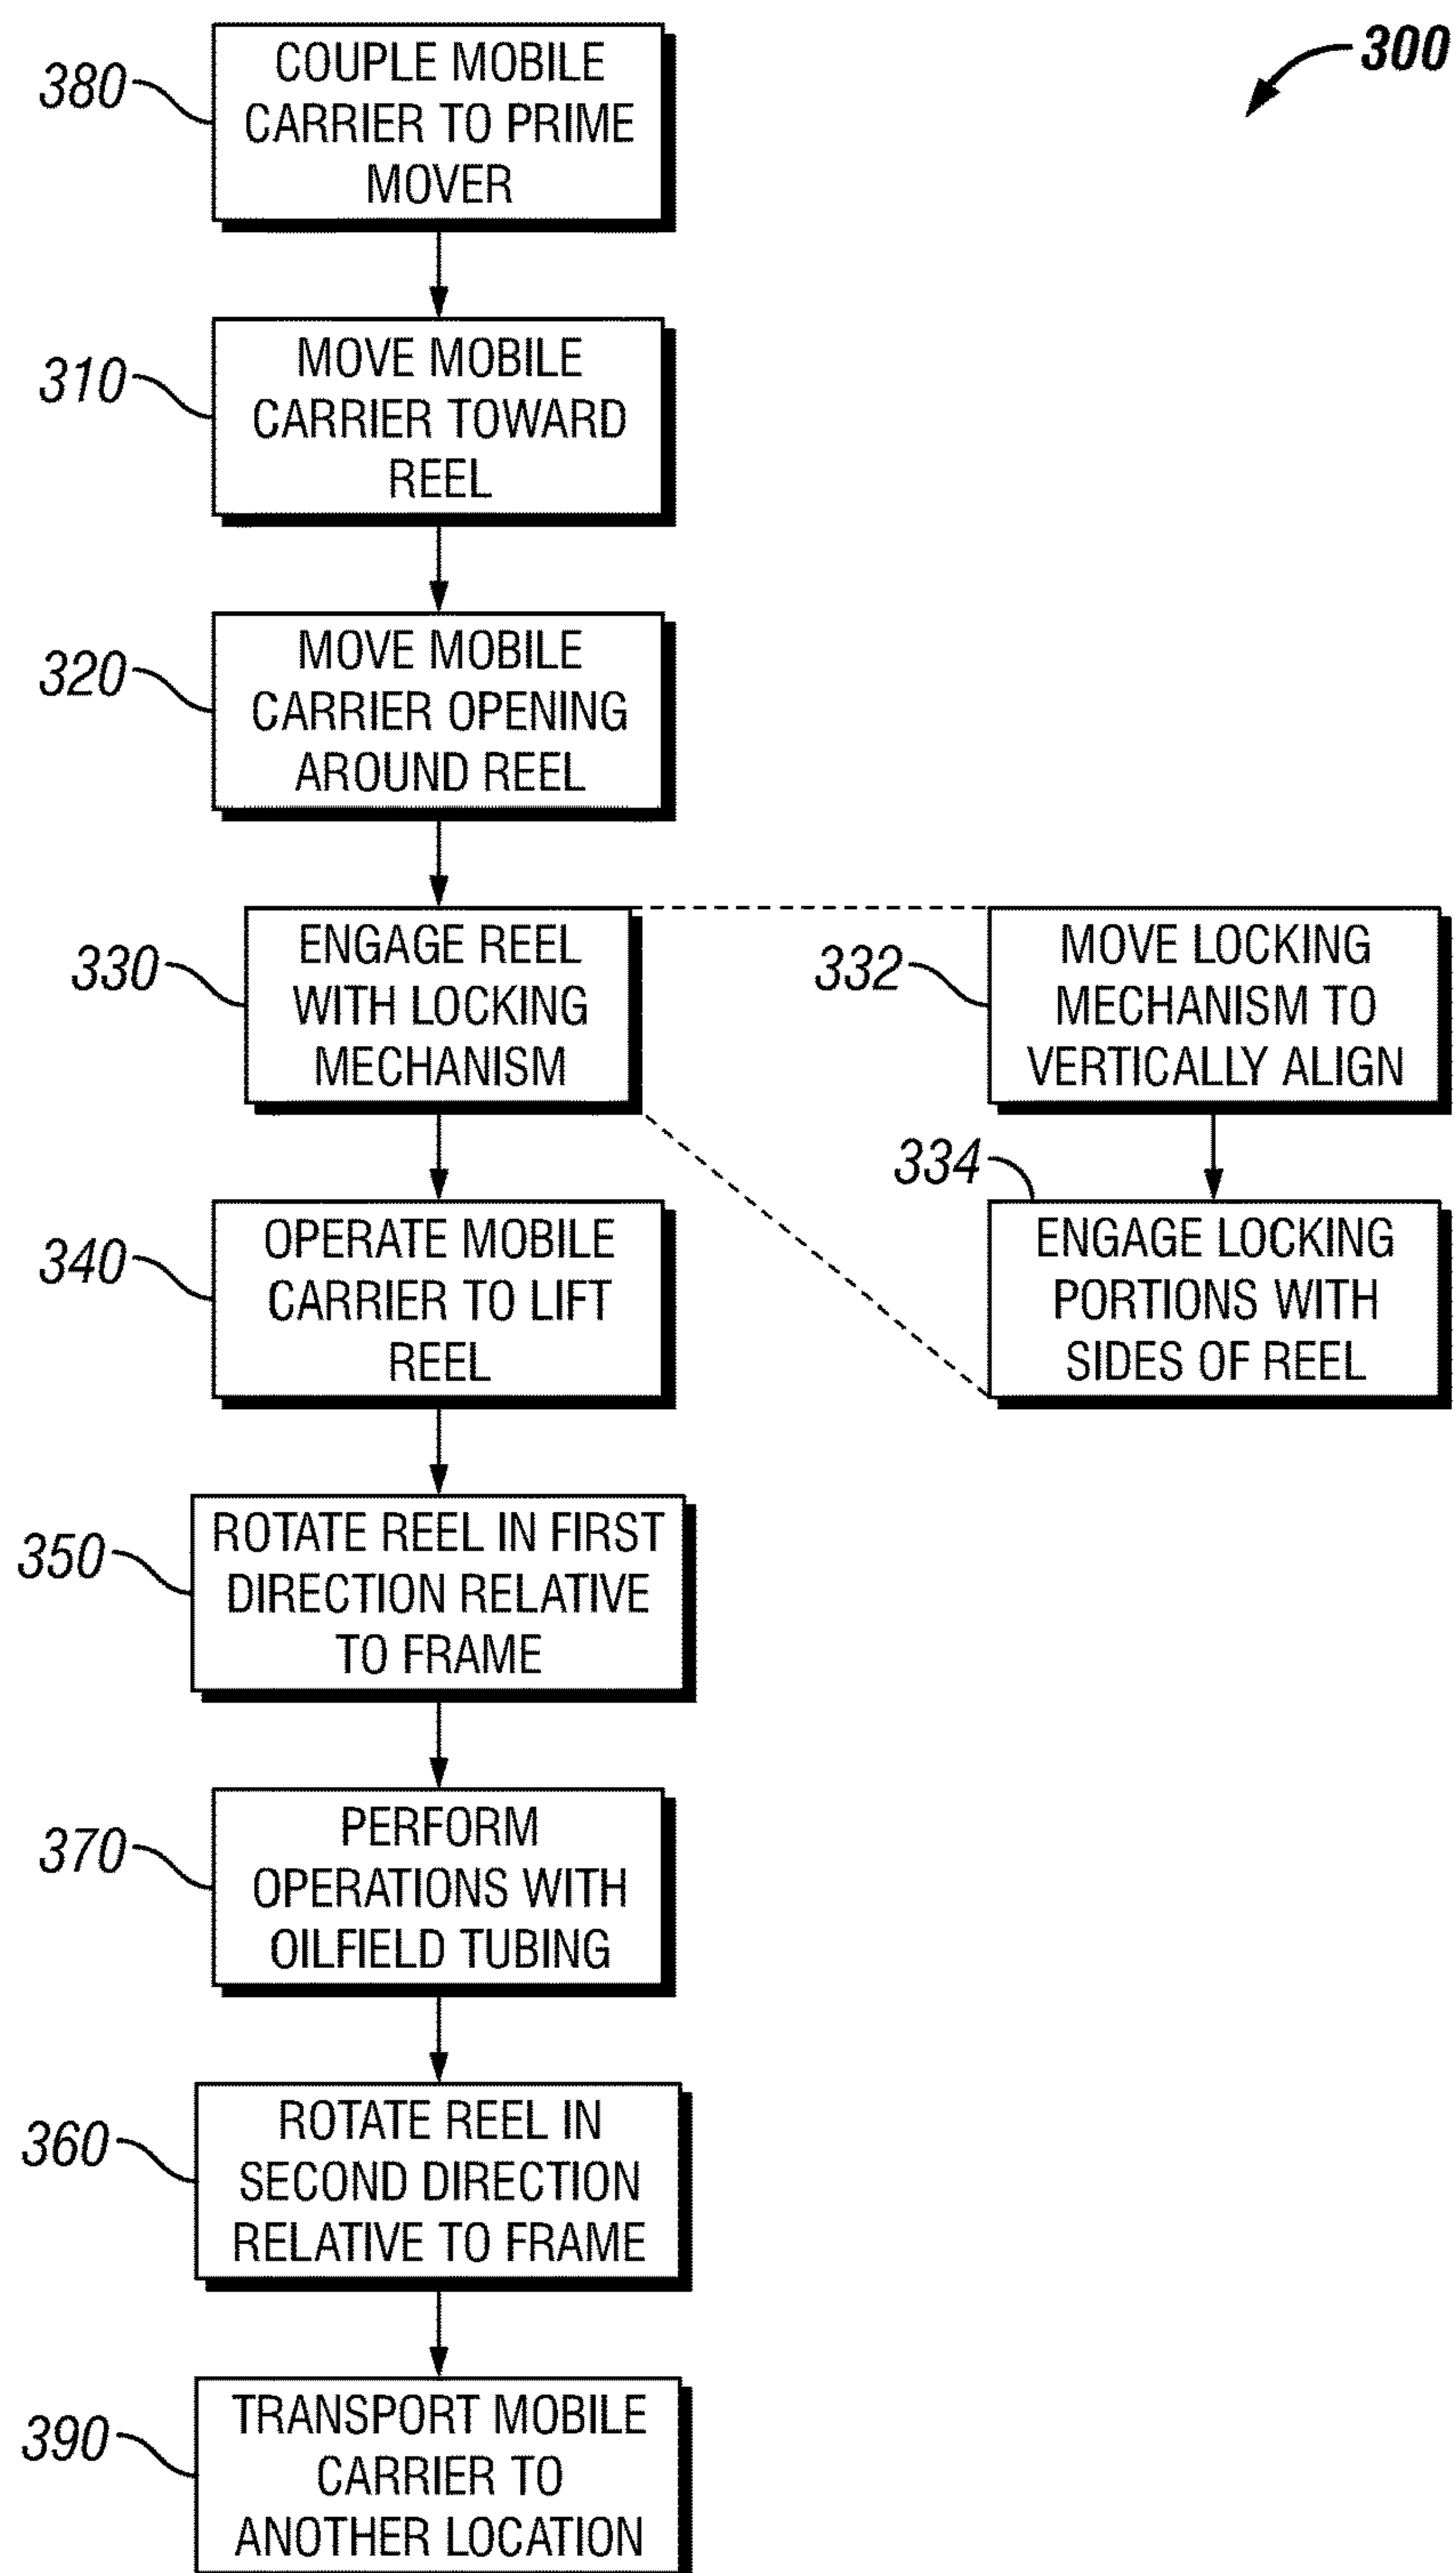 300
380
COUPLE MOBILE
CARRIER TO PRIME
MOVER
310
MOVE MOBILE
CARRIER TOWARD
REEL
320
MOVE MOBILE
CARRIER OPENING
AROUND REEL
330
ENGAGE REEL
WITH LOCKING
MECHANISM
332
MOVE LOCKING
MECHANISM TO
VERTICALLY ALIGN
334
ENGAGE LOCKING
PORTIONS WITH
SIDES OF REEL
340
OPERATE MOBILE
CARRIER TO LIFT
REEL
350
ROTATE REEL IN FIRST
DIRECTION RELATIVE
TO FRAME
370
PERFORM
OPERATIONS WITH
OILFIELD TUBING
360
ROTATE REEL IN
SECOND DIRECTION
RELATIVE TO FRAME
390
TRANSPORT MOBILE
CARRIER TO
ANOTHER LOCATION